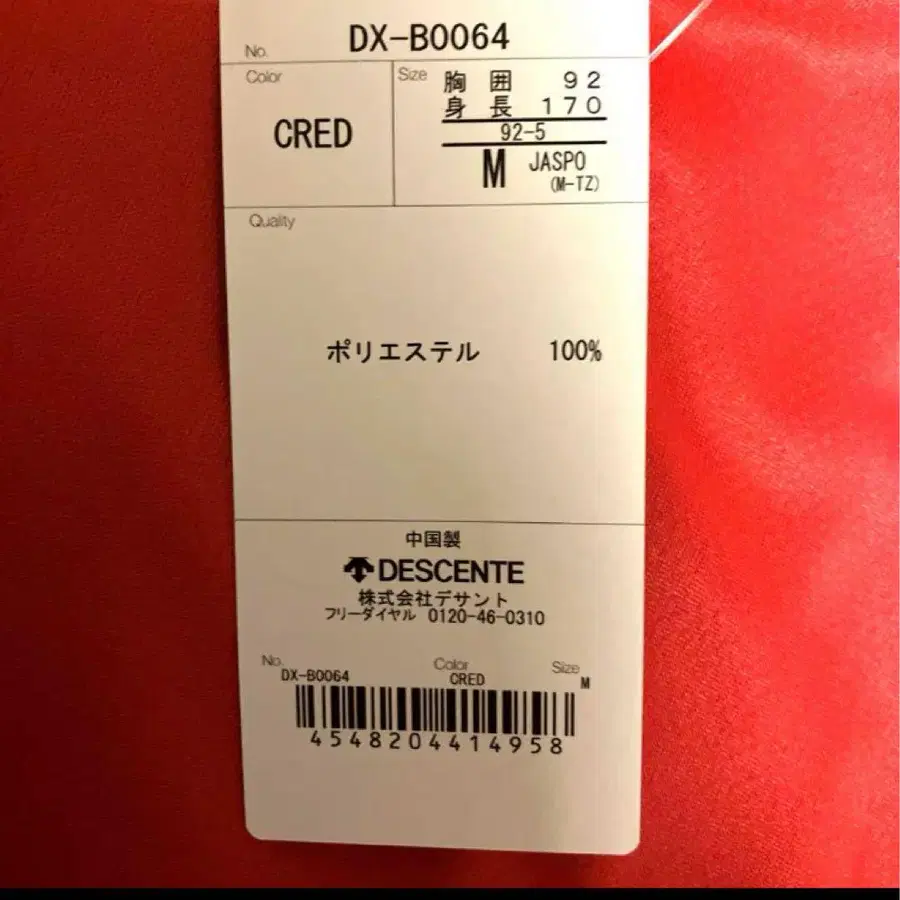 No. DX-B0064
Color
CRED
Size
胸 囲 92
身 長 170
92-5
M JASPO
(M-TZ)
Quality
ポリエステル 100%
中国製
DESCENTE
株式会社デサント
フリーダイヤル 0120-46-0310
No. Color Size
DX-B0064 CRED M
4548204414958